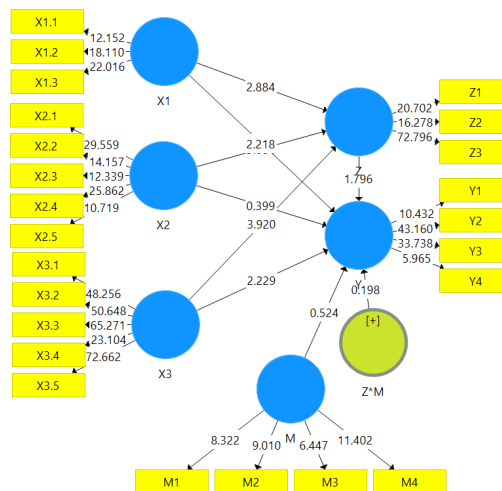 X1.1
X1.2
X1.3
12.152
18.110
22.016
X1
2.884
X2.1
X2.2
X2.3
X2.4
X2.5
29.559
14.157
12.339
25.862
10.719
X2
2.218
0.399
3.920
X3.1
X3.2
X3.3
X3.4
X3.5
48.256
50.648
65.271
23.104
72.662
X3
2.229
Z
1.796
20.702
16.278
72.796
Z1
Z2
Z3
Y
10.432
43.160
33.738
5.965
Y1
Y2
Y3
Y4
0.524
0.198
[+]
Z*M
M
8.322
9.010
6.447
11.402
M1
M2
M3
M4